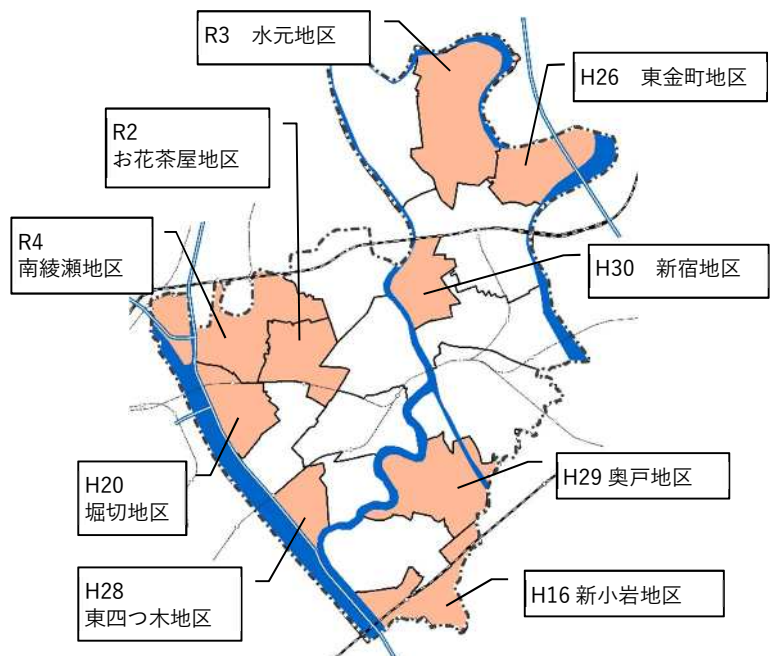 R3 水元地区
H26 東金町地区
R2
お花茶屋地区
R4
南綾瀬地区
H30 新宿地区
H20
堀切地区
H29 奥戸地区
H28
東四つ木地区
H16 新小岩地区